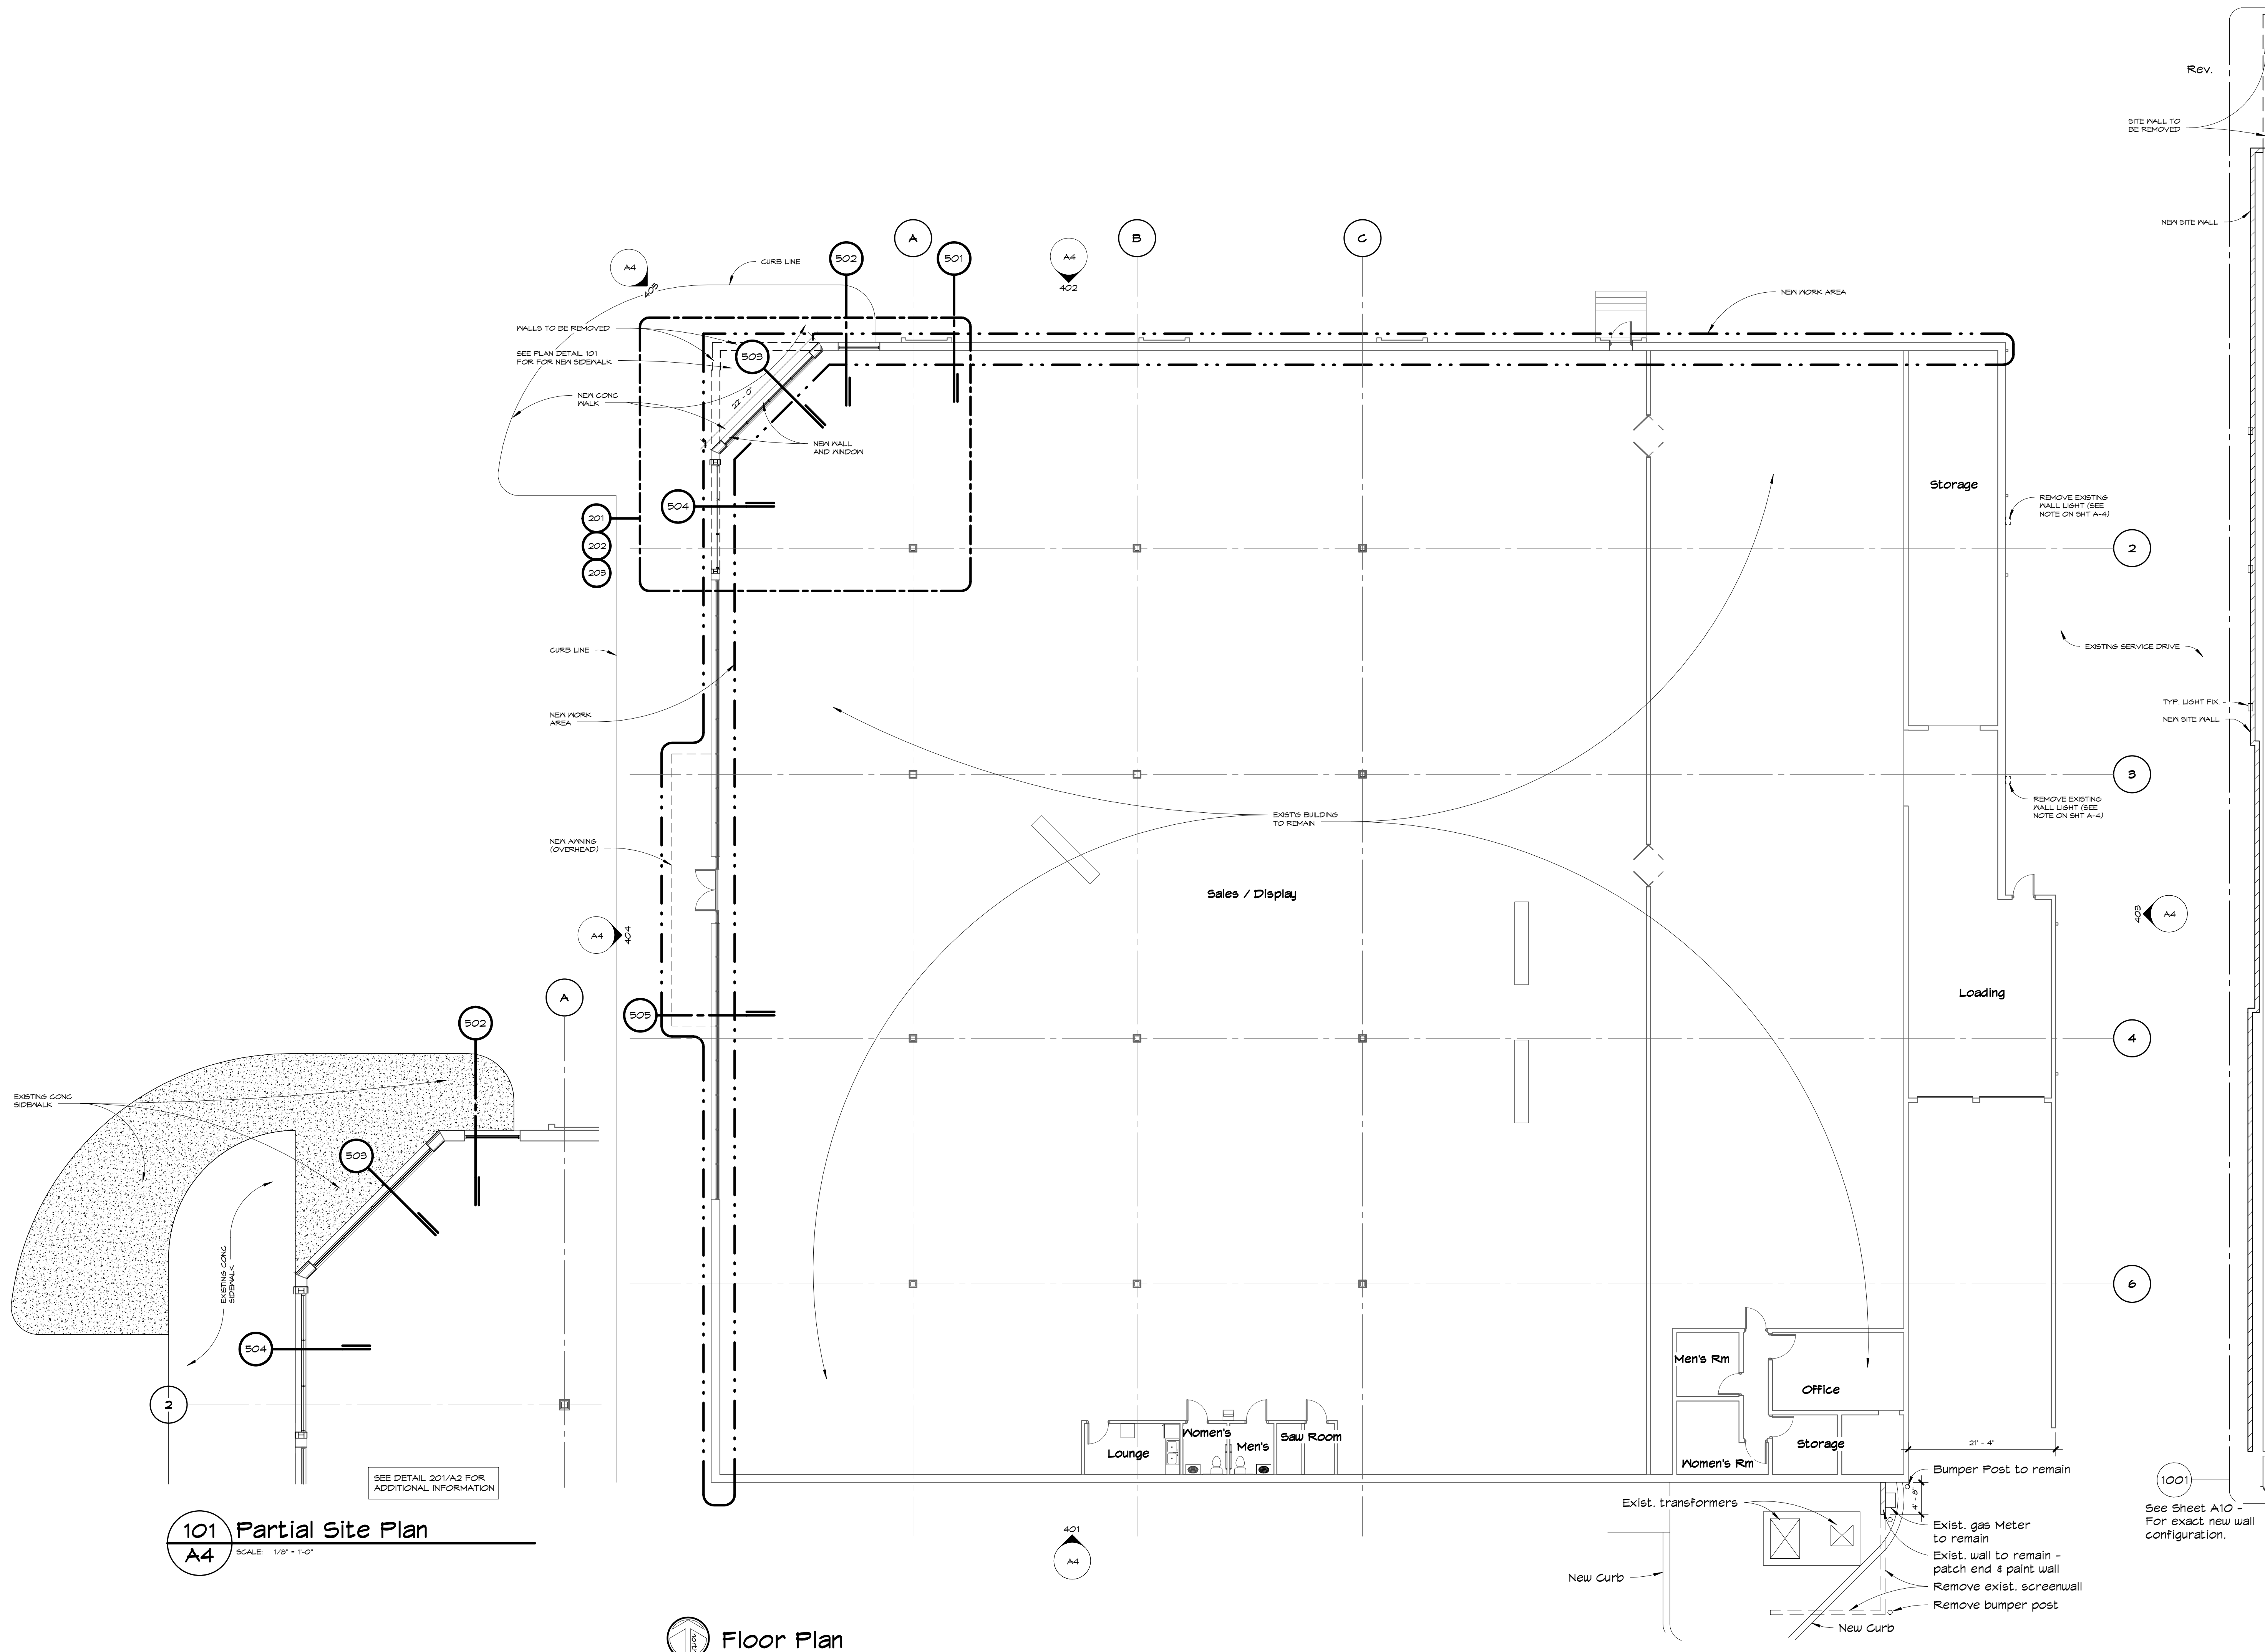 Rev.
SITE WALL TO
BE REMOVED
NEW SITE WALL
A
B
C
502
501
A4
402
A4
405
CURB LINE
NEW WORK AREA
WALLS TO BE REMOVED
503
SEE PLAN DETAIL 101
FOR FOR NEW SIDEWALK
NEW CONC
WALK
22' - 0"
NEW WALL
AND WINDOW
504
201
202
203
Storage
REMOVE EXISTING
WALL LIGHT (SEE
NOTE ON SHT A-4)
2
CURB LINE
EXISTING SERVICE DRIVE
NEW WORK
AREA
TYP. LIGHT FIX. -
NEW SITE WALL
3
REMOVE EXISTING
WALL LIGHT (SEE
NOTE ON SHT A-4)
EXIST'G BUILDING
TO REMAIN
NEW AWNING
(OVERHEAD)
Sales / Display
A4
404
403
A4
Loading
505
4
A
502
EXISTING CONC
SIDEWALK
503
EXISTING CONC
SIDEWALK
504
2
6
Men's Rm
Office
Women's
Men's
Saw Room
Lounge
Storage
Women's Rm
21' - 4"
SEE DETAIL 201/A2 FOR
ADDITIONAL INFORMATION
101
A4
Partial Site Plan
SCALE: 1/8" = 1'-0"
401
A4
Bumper Post to remain
4' - 8"
Exist. transformers
Exist. gas Meter
to remain
Exist. wall to remain -
patch end & paint wall
Remove exist. screenwall
Remove bumper post
New Curb
New Curb
1001
See Sheet A10 -
For exact new wall
configuration.
north
Floor Plan